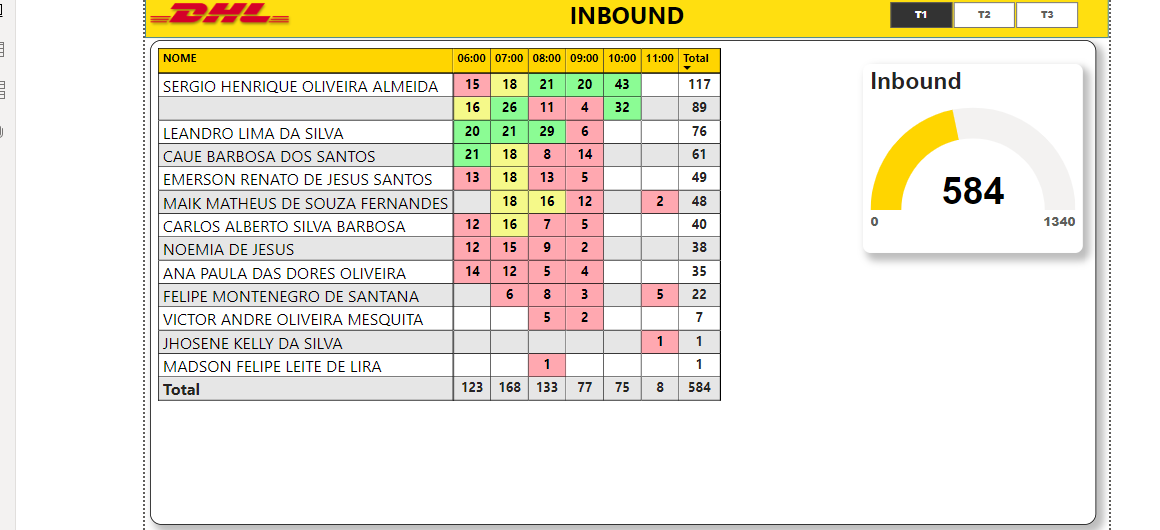 DHL INBOUND T1 T2 T3
NOME 06:00 07:00 08:00 09:00 10:00 11:00 Total
SERGIO HENRIQUE OLIVEIRA ALMEIDA 15 18 21 20 43 117
16 26 11 4 32 89
LEANDRO LIMA DA SILVA 20 21 29 6 76
CAUE BARBOSA DOS SANTOS 21 18 8 14 61
EMERSON RENATO DE JESUS SANTOS 13 18 13 5 49
MAIK MATHEUS DE SOUZA FERNANDES 18 16 12 2 48
CARLOS ALBERTO SILVA BARBOSA 12 16 7 5 40
NOEMIA DE JESUS 12 15 9 2 38
ANA PAULA DAS DORES OLIVEIRA 14 12 5 4 35
FELIPE MONTENEGRO DE SANTANA 6 8 3 5 22
VICTOR ANDRE OLIVEIRA MESQUITA 5 2 7
JHOSENE KELLY DA SILVA 1 1
MADSON FELIPE LEITE DE LIRA 1 1
Total 123 168 133 77 75 8 584
Inbound
584
0 1340